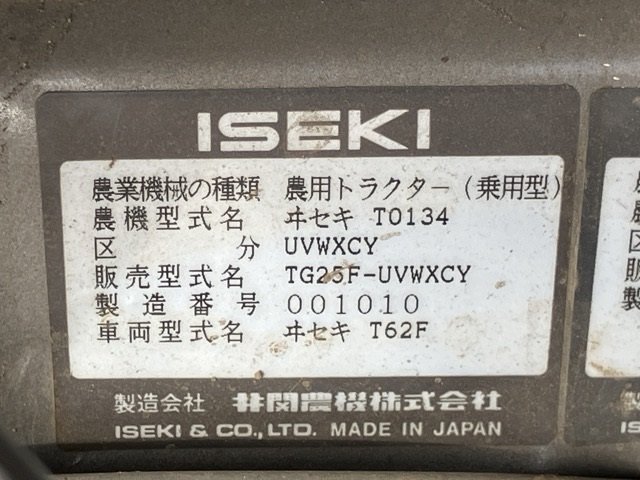 ISEKI
農業機械の種類 農用トラクター(乗用型)
農機型式名 ヰセキ T0134
区分 UVWXCY
販売型式名 TG25F-UVWXCY
製造番号 001010
車両型式名 ヰセキ T62F
製造会社 井関農機株式会社
ISEKI & CO.,LTD. MADE IN JAPAN